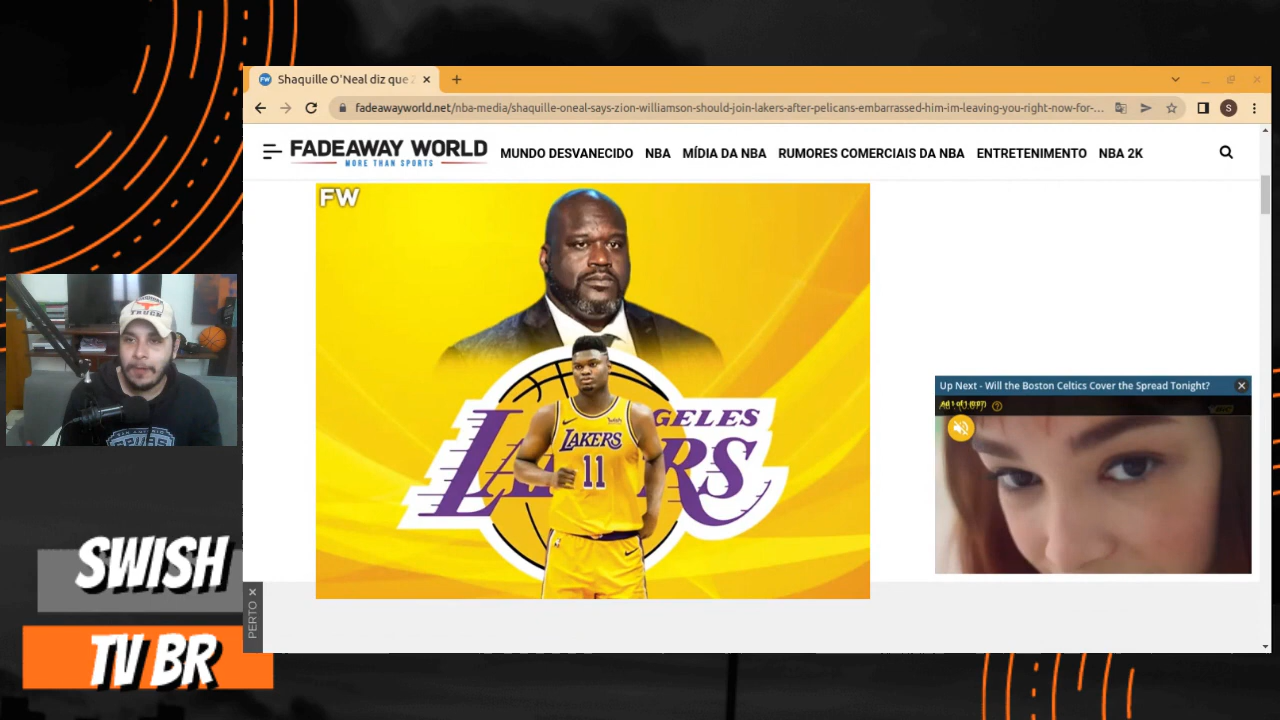 Shaquille O'Neal diz que
fadeawayworld.net/nba-media/shaquille-oneal-says-zion-williamson-should-join-lakers-after-pelicans-embarrassed-him-im-leaving-you-right-now-for-...
S
FADEAWAY WORLD
MORE THAN SPORTS
MUNDO DESVANECIDO NBA MÍDIA DA NBA RUMORES COMERCIAIS DA NBA ENTRETENIMENTO NBA 2K
FW
GELES
LAKERS
LAKERS
11
Up Next - Will the Boston Celtics Cover the Spread Tonight?
TRUCK
SWISH
TV BR
PERTO